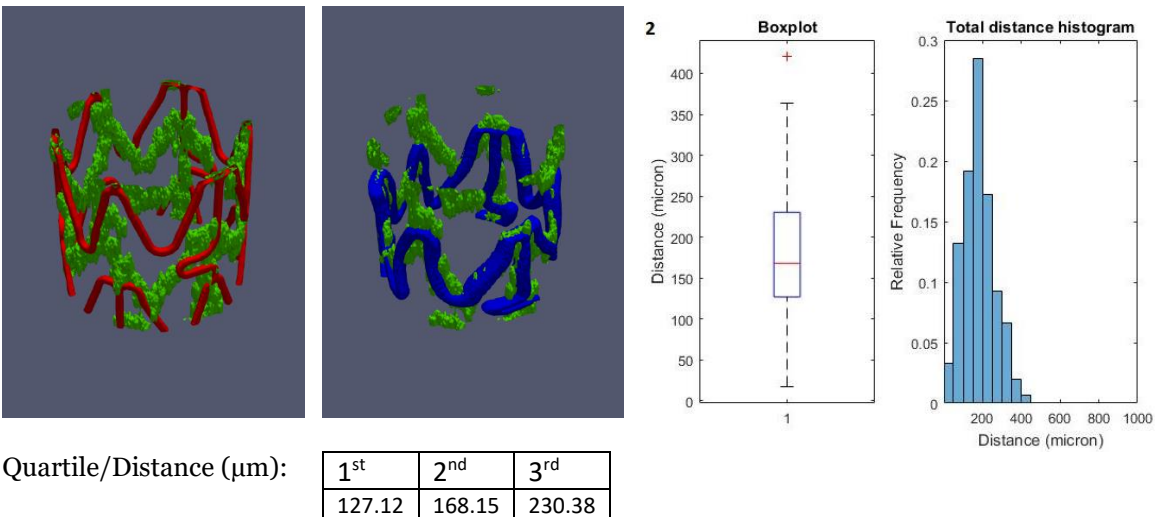 2
Boxplot
Distance (micron)
400
350
300
250
200
150
100
50
0
1
Total distance histogram
Relative Frequency
0.3
0.25
0.2
0.15
0.1
0.05
0
200 400 600 800 1000
Distance (micron)
Quartile/Distance (µm):
1st 2nd 3rd
127.12 168.15 230.38